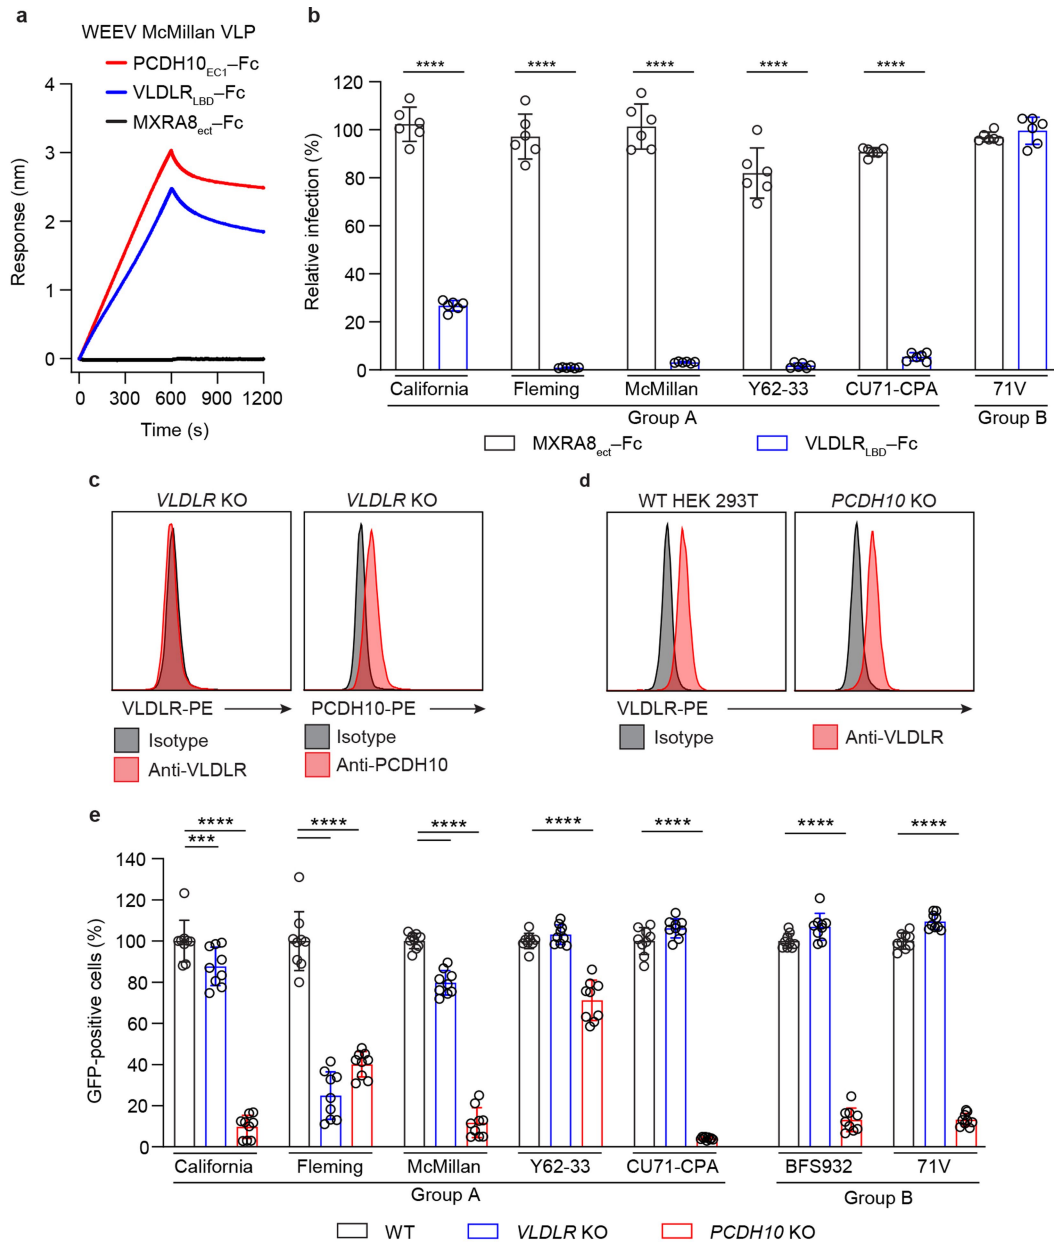 a
WEEV McMillan VLP
PCDH10EC1–Fc
VLDLRLBD–Fc
MXRA8ect–Fc
4
3
2
1
0
Response (nm)
0 300 600 900 1200
Time (s)
b
**** **** **** **** ****
120
100
80
60
40
20
0
Relative infection (%)
California Fleming McMillan Y62-33 CU71-CPA 71V
Group A Group B
MXRA8ect–Fc VLDLRLBD–Fc
c
VLDLR KO VLDLR KO
VLDLR-PE PCDH10-PE
Isotype Isotype
Anti-VLDLR Anti-PCDH10
d
WT HEK 293T PCDH10 KO
VLDLR-PE
Isotype Anti-VLDLR
e
**** **** **** **** **** **** ****
***
140
120
100
80
60
40
20
0
GFP-positive cells (%)
California Fleming McMillan Y62-33 CU71-CPA BFS932 71V
Group A Group B
WT VLDLR KO PCDH10 KO